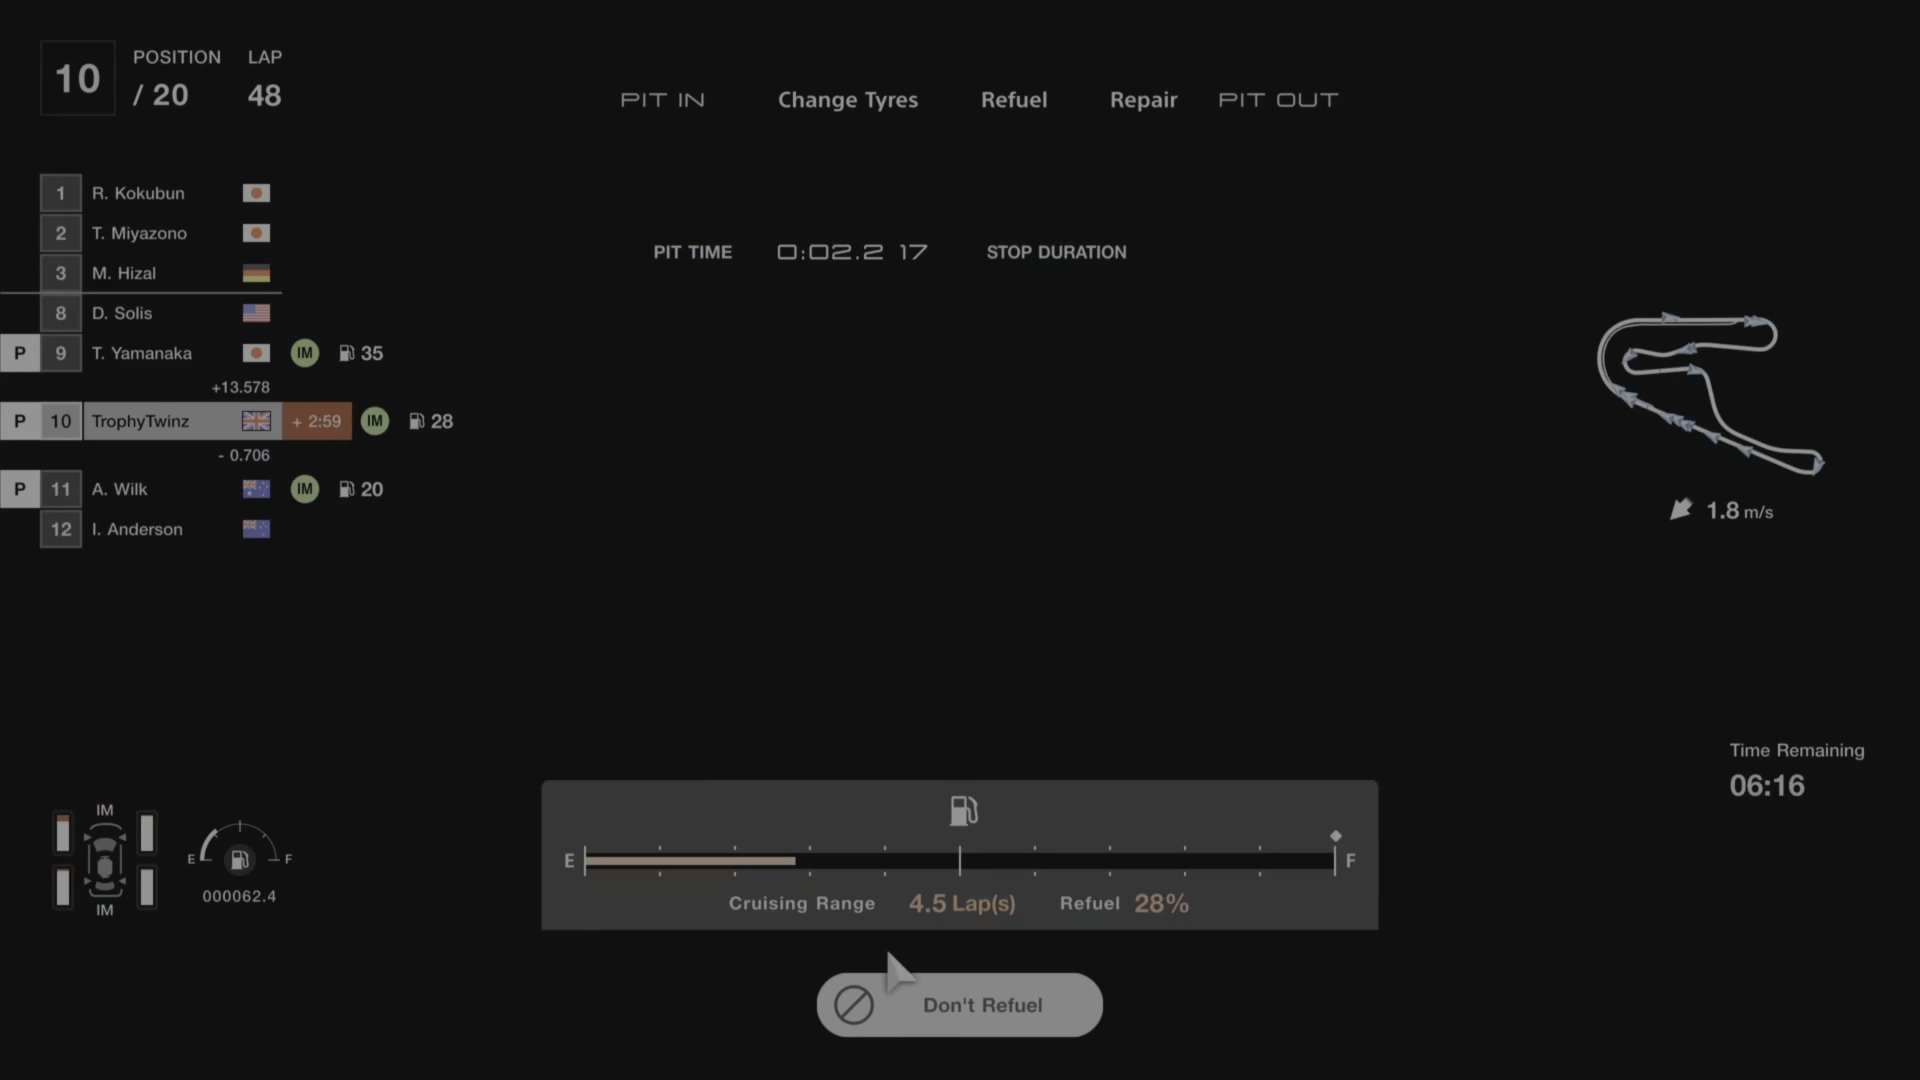 10 POSITION / 20 LAP 48
PIT IN Change Tyres Refuel Repair PIT OUT
1 R. Kokubun
2 T. Miyazono
3 M. Hizal
8 D. Solis
P 9 T. Yamanaka IM 35
+13.578
P 10 TrophyTwinz + 2:59 IM 28
- 0.706
P 11 A. Wilk IM 20
12 I. Anderson
PIT TIME 0:02.2 17 STOP DURATION
1.8 m/s
Time Remaining
06:16
IM
E F
000062.4
IM
E F
Cruising Range 4.5 Lap(s) Refuel 28%
Don't Refuel